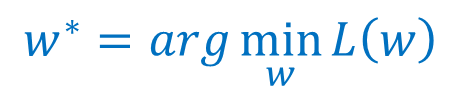 w* = arg min L(w)
w